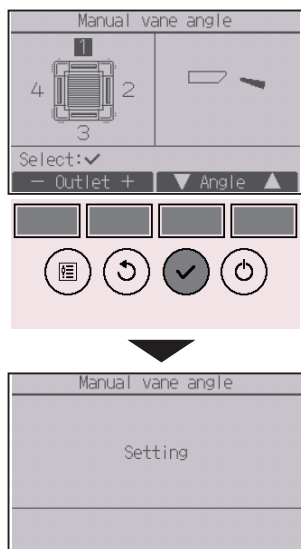 Manual vane angle
1
4 2
3
Select:✔
− Outlet + ▼ Angle ▲
Manual vane angle
Setting